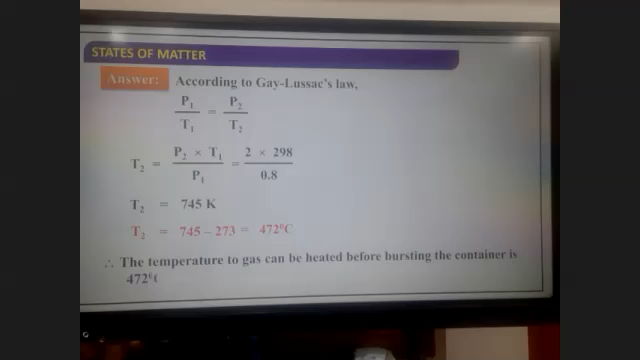 STATES OF MATTER
Answer: According to Gay-Lussac's law,
P₁/T₁ = P₂/T₂
T₂ = P₂ × T₁ / P₁ = 2 × 298 / 0.8
T₂ = 745 K
T₂ = 745 – 273 = 472⁰C
∴ The temperature to gas can be heated before bursting the container is
472⁰C